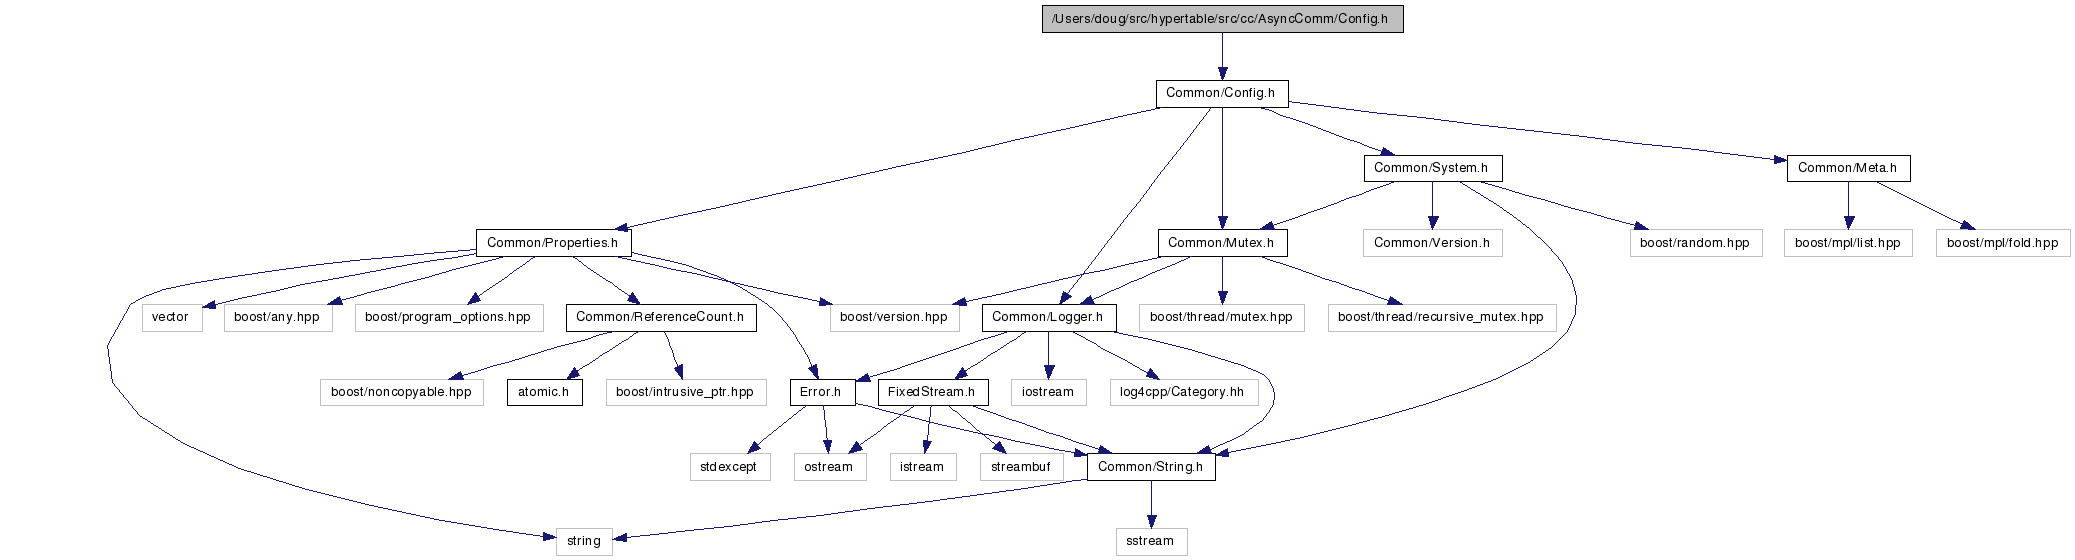 /Users/doug/src/hypertable/src/cc/AsyncComm/Config.h
Common/Config.h
Common/System.h
Common/Meta.h
Common/Properties.h
Common/Mutex.h
Common/Version.h
boost/random.hpp
boost/mpl/list.hpp
boost/mpl/fold.hpp
vector
boost/any.hpp
boost/program_options.hpp
Common/ReferenceCount.h
boost/version.hpp
Common/Logger.h
boost/thread/mutex.hpp
boost/thread/recursive_mutex.hpp
boost/noncopyable.hpp
atomic.h
boost/intrusive_ptr.hpp
Error.h
FixedStream.h
iostream
log4cpp/Category.hh
stdexcept
ostream
istream
streambuf
Common/String.h
string
sstream